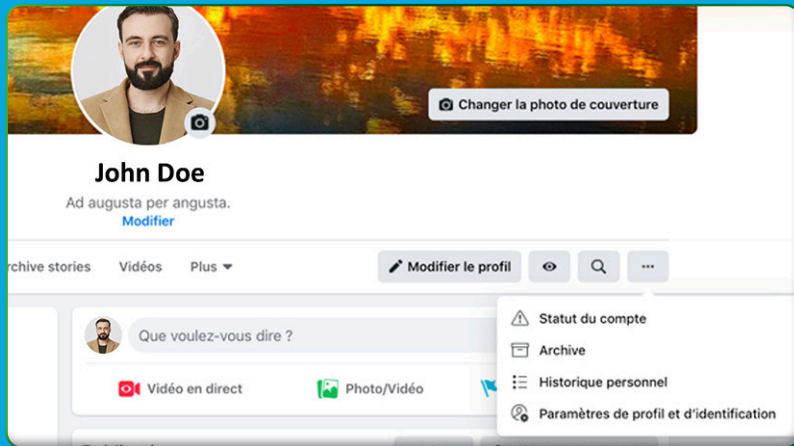 Changer la photo de couverture
John Doe
Ad augusta per angusta.
Modifier
rchive stories
Vidéos
Plus
Modifier le profil
Que voulez-vous dire ?
Vidéo en direct
Photo/Vidéo
Statut du compte
Archive
Historique personnel
Paramètres de profil et d'identification